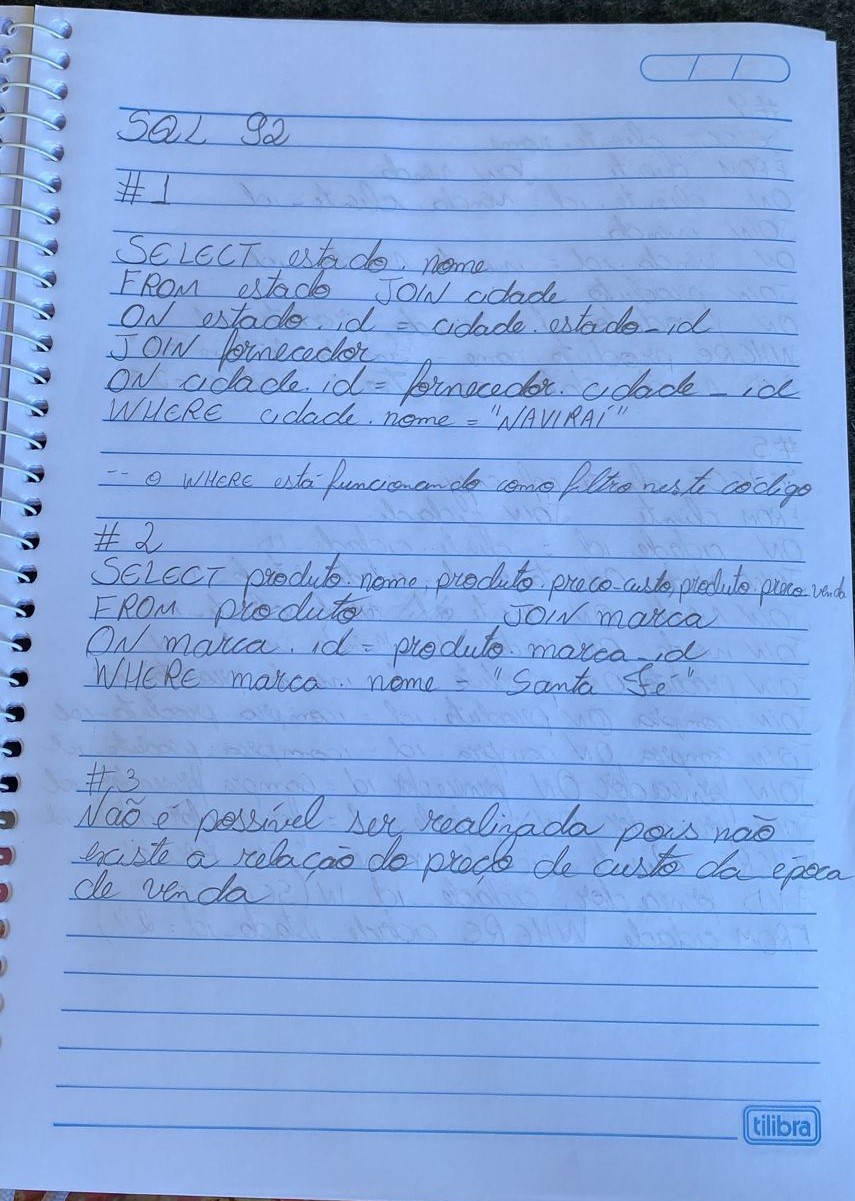 SQL 92
#1
SELECT estado.nome
FROM estado JOIN cidade
ON estado.id = cidade.estado_id
JOIN fornecedor
ON cidade.id = fornecedor.cidade_id
WHERE cidade.nome = "NAVIRAÍ"
-- o WHERE está funcionando como filtro neste código
#2
SELECT produto.nome, produto.preco_custo, produto.preco_venda
FROM produto JOIN marca
ON marca.id = produto.marca_id
WHERE marca.nome = "Santa Fé"
#3
Não é possível ser realizada pois não
existe a relação do preço de custo da época
de venda
tilibra